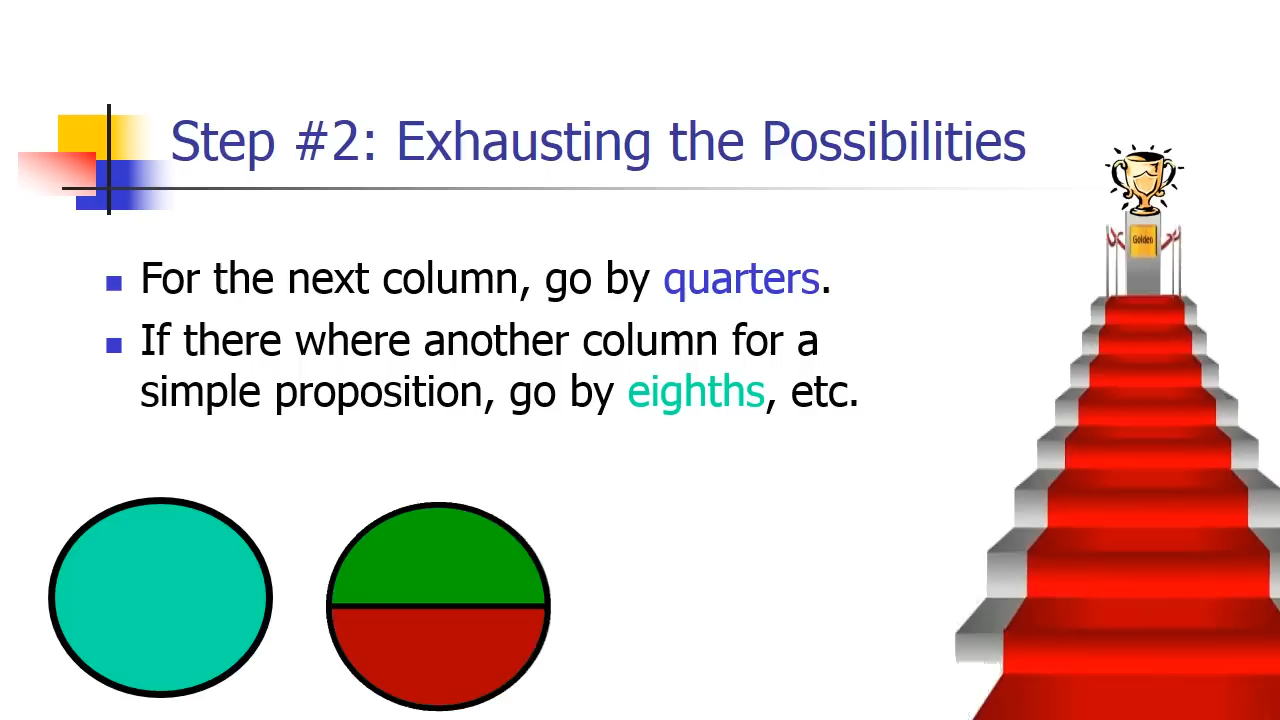 Step #2: Exhausting the Possibilities
Golden
For the next column, go by quarters.
If there where another column for a
simple proposition, go by eighths, etc.